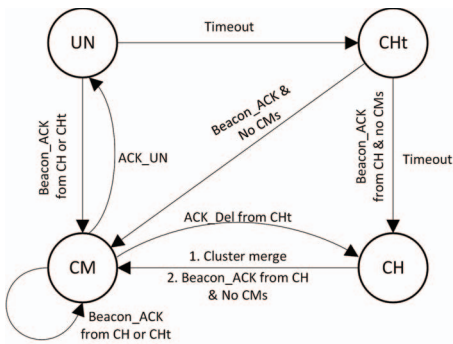 Timeout
UN
CHt
Beacon_ACK &
No CMs
Beacon_ACK
fom CH or CHt
ACK_UN
Beacon_ACK
from CH & no CMs
Timeout
ACK_Del from CHt
CM
1. Cluster merge
2. Beacon_ACK from CH
& No CMs
CH
Beacon_ACK
from CH or CHt